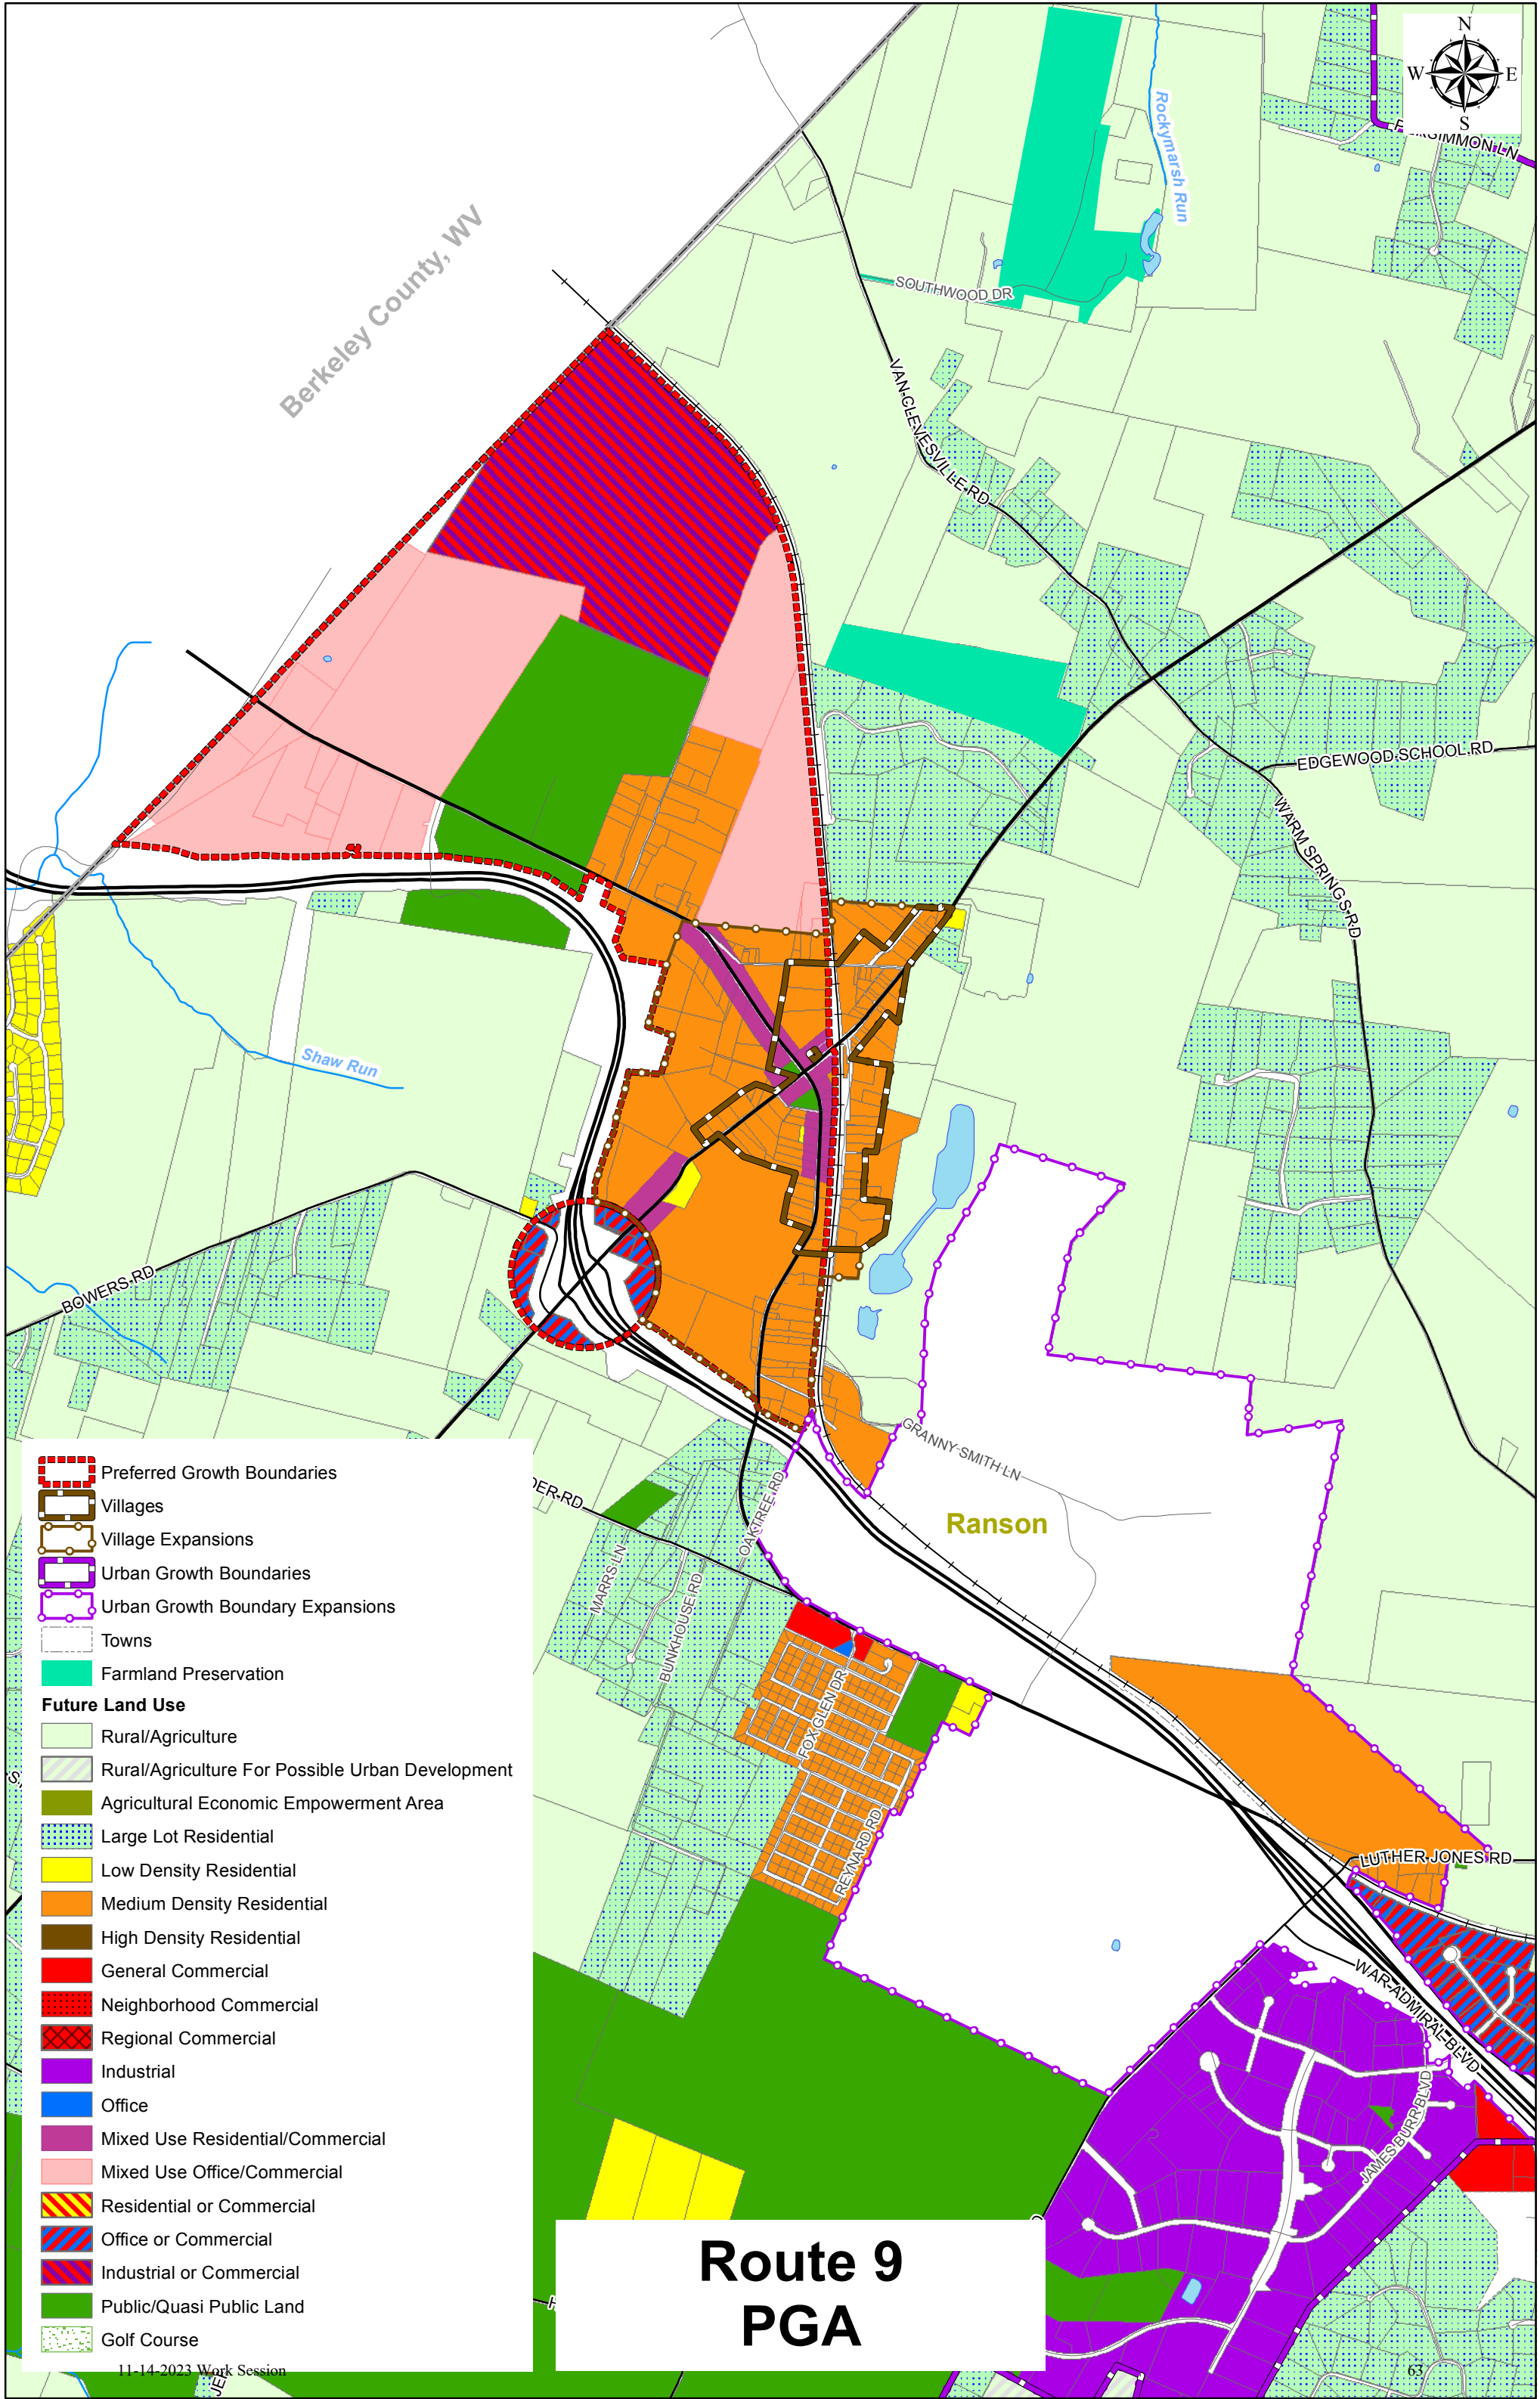 N
W E
S
Rockymarsh Run
Berkeley County, WV
SOUTHWOOD DR
VAN CLEVESVILLE RD
EDGEWOOD SCHOOL RD
WARM SPRINGS RD
Shaw Run
BOWERS RD
GRANNY SMITH LN
Ranson
OAKTREE RD
MARRS LN
BUNKHOUSE RD
FOX GLEN DR
REYNARD RD
LUTHER JONES RD
WAR ADMIRAL BLVD
JAMES BURR BLVD
Preferred Growth Boundaries
Villages
Village Expansions
Urban Growth Boundaries
Urban Growth Boundary Expansions
Towns
Farmland Preservation
Future Land Use
Rural/Agriculture
Rural/Agriculture For Possible Urban Development
Agricultural Economic Empowerment Area
Large Lot Residential
Low Density Residential
Medium Density Residential
High Density Residential
General Commercial
Neighborhood Commercial
Regional Commercial
Industrial
Office
Mixed Use Residential/Commercial
Mixed Use Office/Commercial
Residential or Commercial
Office or Commercial
Industrial or Commercial
Public/Quasi Public Land
Golf Course
Route 9
PGA
11-14-2023 Work Session
63